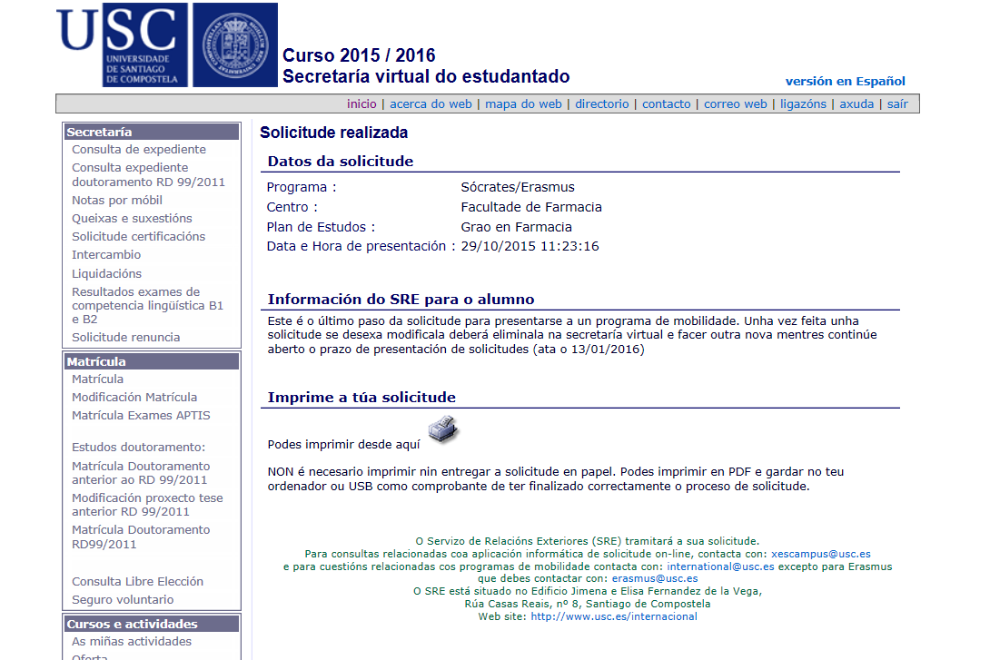 USC
UNIVERSIDADE
DE SANTIAGO
DE COMPOSTELA
Curso 2015 / 2016
Secretaría virtual do estudantado
versión en Español
inicio | acerca do web | mapa do web | directorio | contacto | correo web | ligazóns | axuda | saír
Secretaría
Consulta de expediente
Consulta expediente
doutoramento RD 99/2011
Notas por móbil
Queixas e suxestións
Solicitude certificacións
Intercambio
Liquidacións
Resultados exames de
competencia lingüística B1
e B2
Solicitude renuncia
Matrícula
Matrícula
Modificación Matrícula
Matrícula Exames APTIS
Estudos doutoramento:
Matrícula Doutoramento
anterior ao RD 99/2011
Modificación proxecto tese
anterior RD 99/2011
Matrícula Doutoramento
RD99/2011
Consulta Libre Elección
Seguro voluntario
Cursos e actividades
As miñas actividades
Oferta
Solicitude realizada
Datos da solicitude
Programa : Sócrates/Erasmus
Centro : Facultade de Farmacia
Plan de Estudos : Grao en Farmacia
Data e Hora de presentación : 29/10/2015 11:23:16
Información do SRE para o alumno
Este é o último paso da solicitude para presentarse a un programa de mobilidade. Unha vez feita unha
solicitude se desexa modificala deberá eliminala na secretaría virtual e facer outra nova mentres continúe
aberto o prazo de presentación de solicitudes (ata o 13/01/2016)
Imprime a túa solicitude
Podes imprimir desde aquí
NON é necesario imprimir nin entregar a solicitude en papel. Podes imprimir en PDF e gardar no teu
ordenador ou USB como comprobante de ter finalizado correctamente o proceso de solicitude.
O Servizo de Relacións Exteriores (SRE) tramitará a sua solicitude.
Para consultas relacionadas coa aplicación informática de solicitude on-line, contacta con: xescampus@usc.es
e para cuestións relacionadas cos programas de mobilidade contacta con: international@usc.es excepto para Erasmus
que debes contactar con: erasmus@usc.es
O SRE está situado no Edificio Jimena e Elisa Fernandez de la Vega,
Rúa Casas Reais, nº 8, Santiago de Compostela
Web site: http://www.usc.es/internacional